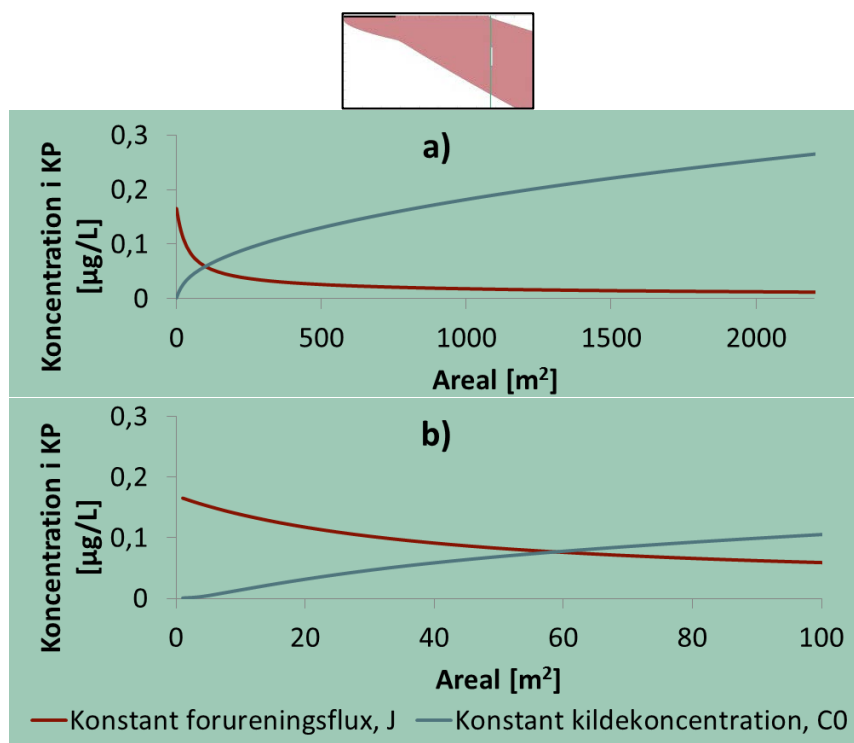 a)
Koncentration i KP
[µg/L]
0,3
0,2
0,1
0
0 500 1000 1500 2000
Areal [m²]
b)
Koncentration i KP
[µg/L]
0,3
0,2
0,1
0
0 20 40 60 80 100
Areal [m²]
Konstant forureningsflux, J Konstant kildekoncentration, C0